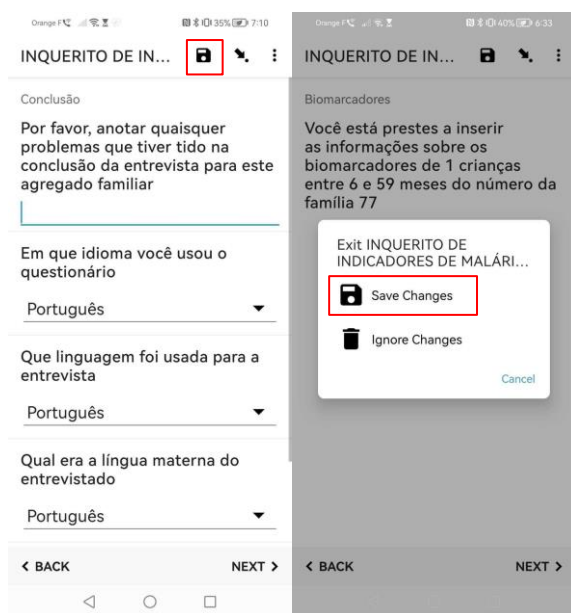 Orange F 35% 7:10
INQUERITO DE IN...
Conclusão
Por favor, anotar quaisquer
problemas que tiver tido na
conclusão da entrevista para este
agregado familiar
Em que idioma você usou o
questionário
Português
Que linguagem foi usada para a
entrevista
Português
Qual era a língua materna do
entrevistado
Português
< BACK NEXT >
Orange F 40% 6:33
INQUERITO DE IN...
Biomarcadores
Você está prestes a inserir
as informações sobre os
biomarcadores de 1 crianças
entre 6 e 59 meses do número da
família 77
Exit INQUERITO DE
INDICADORES DE MALÁRI...
Save Changes
Ignore Changes
Cancel
< BACK NEXT >